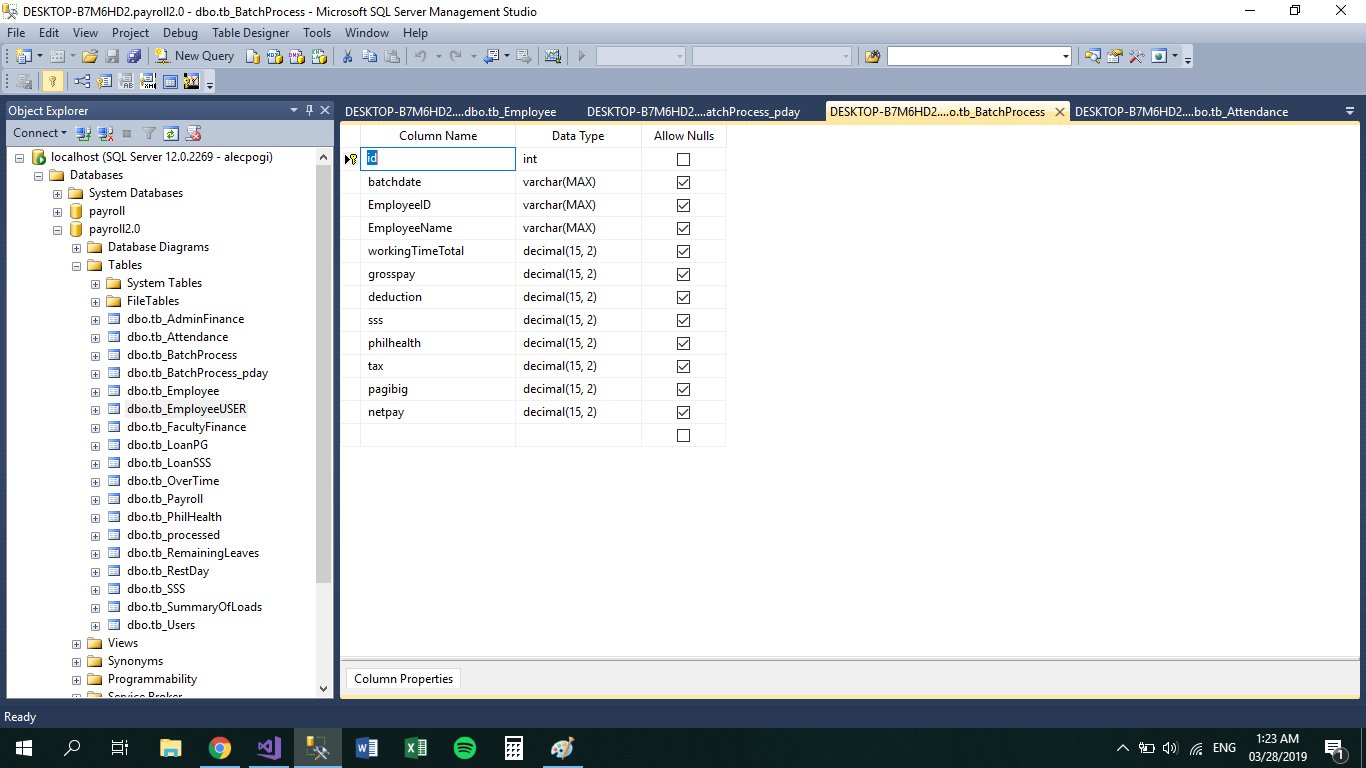 DESKTOP-B7M6HD2.payroll2.0 - dbo.tb_BatchProcess - Microsoft SQL Server Management Studio
File Edit View Project Debug Table Designer Tools Window Help
New Query
Object Explorer
Connect
localhost (SQL Server 12.0.2269 - alecpogi)
Databases
System Databases
payroll
payroll2.0
Database Diagrams
Tables
System Tables
FileTables
dbo.tb_AdminFinance
dbo.tb_Attendance
dbo.tb_BatchProcess
dbo.tb_BatchProcess_pday
dbo.tb_Employee
dbo.tb_EmployeeUSER
dbo.tb_FacultyFinance
dbo.tb_LoanPG
dbo.tb_LoanSSS
dbo.tb_OverTime
dbo.tb_Payroll
dbo.tb_PhilHealth
dbo.tb_processed
dbo.tb_RemainingLeaves
dbo.tb_RestDay
dbo.tb_SSS
dbo.tb_SummaryOfLoads
dbo.tb_Users
Views
Synonyms
Programmability
Service Broker
DESKTOP-B7M6HD2....dbo.tb_Employee DESKTOP-B7M6HD2....atchProcess_pday DESKTOP-B7M6HD2....o.tb_BatchProcess DESKTOP-B7M6HD2....bo.tb_Attendance
Column Name Data Type Allow Nulls
id int
batchdate varchar(MAX)
EmployeeID varchar(MAX)
EmployeeName varchar(MAX)
workingTimeTotal decimal(15, 2)
grosspay decimal(15, 2)
deduction decimal(15, 2)
sss decimal(15, 2)
philhealth decimal(15, 2)
tax decimal(15, 2)
pagibig decimal(15, 2)
netpay decimal(15, 2)
Column Properties
Ready
ENG
1:23 AM
03/28/2019
1